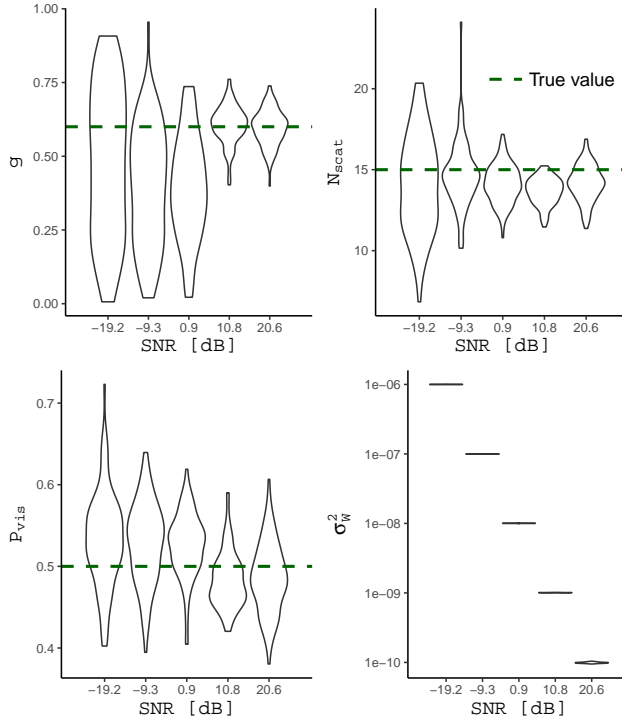 1.00
0.75
0.50
0.25
0.00
g
−19.2 −9.3 0.9 10.8 20.6
SNR [dB]
20
15
10
N_scat
True value
−19.2 −9.3 0.9 10.8 20.6
SNR [dB]
0.7
0.6
0.5
0.4
P_vis
−19.2 −9.3 0.9 10.8 20.6
SNR [dB]
1e−06
1e−07
1e−08
1e−09
1e−10
σ²_W
−19.2 −9.3 0.9 10.8 20.6
SNR [dB]